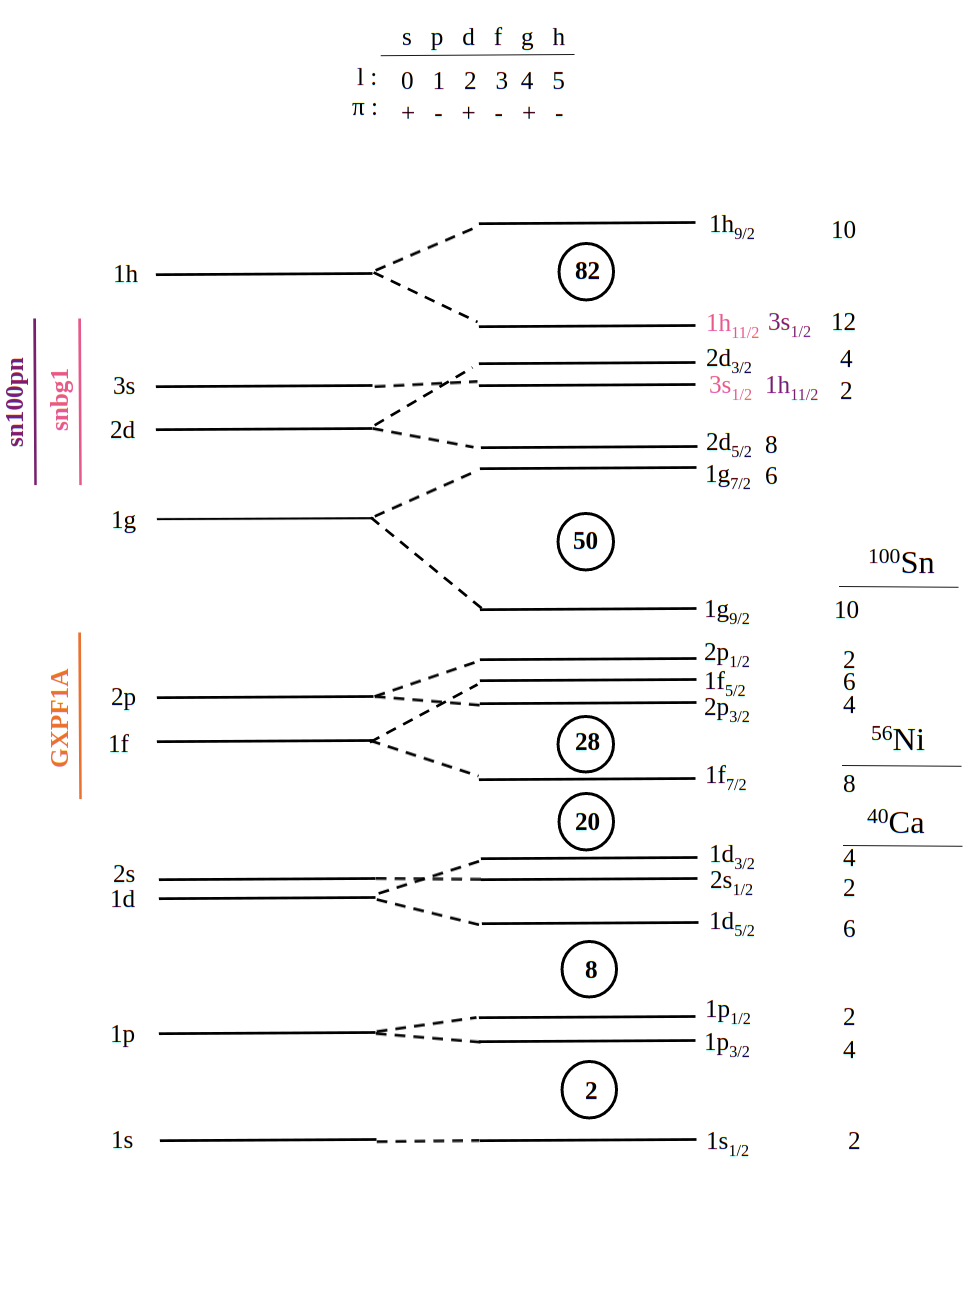 s p d f g h
l : 0 1 2 3 4 5
π : + - + - + -
1h9/2 10
82
1h
1h11/2 3s1/2 12
2d3/2 4
3s
3s1/2 1h11/2 2
sn100pn
snbg1
2d
2d5/2 8
1g7/2 6
1g
50
100Sn
1g9/2 10
2p1/2 2
1f5/2 6
2p
2p3/2 4
GXPF1A
1f
28
56Ni
1f7/2 8
20
40Ca
1d3/2 4
2s
2s1/2 2
1d
1d5/2 6
8
1p1/2 2
1p
1p3/2 4
2
1s
1s1/2 2